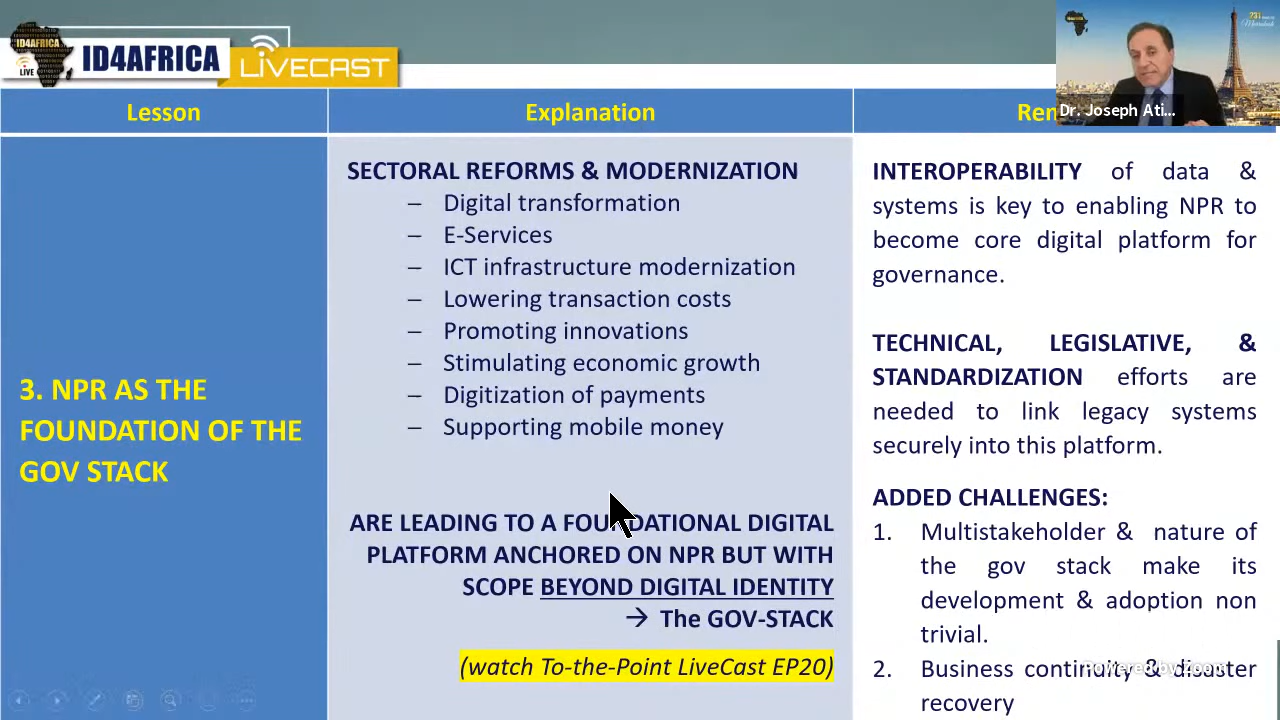 ID4AFRICA
LIVE
ID4AFRICA
LIVECAST
Dr. Joseph Ati...
Lesson
Explanation
3. NPR AS THE
FOUNDATION OF THE
GOV STACK
SECTORAL REFORMS & MODERNIZATION
– Digital transformation
– E-Services
– ICT infrastructure modernization
– Lowering transaction costs
– Promoting innovations
– Stimulating economic growth
– Digitization of payments
– Supporting mobile money
ARE LEADING TO A FOUNDATIONAL DIGITAL
PLATFORM ANCHORED ON NPR BUT WITH
SCOPE BEYOND DIGITAL IDENTITY
→ The GOV-STACK
(watch To-the-Point LiveCast EP20)
INTEROPERABILITY of data &
systems is key to enabling NPR to
become core digital platform for
governance.
TECHNICAL, LEGISLATIVE, &
STANDARDIZATION efforts are
needed to link legacy systems
securely into this platform.
ADDED CHALLENGES:
1. Multistakeholder & nature of
the gov stack make its
development & adoption non
trivial.
2. Business continuity & disaster
recovery
Powered by Zoom